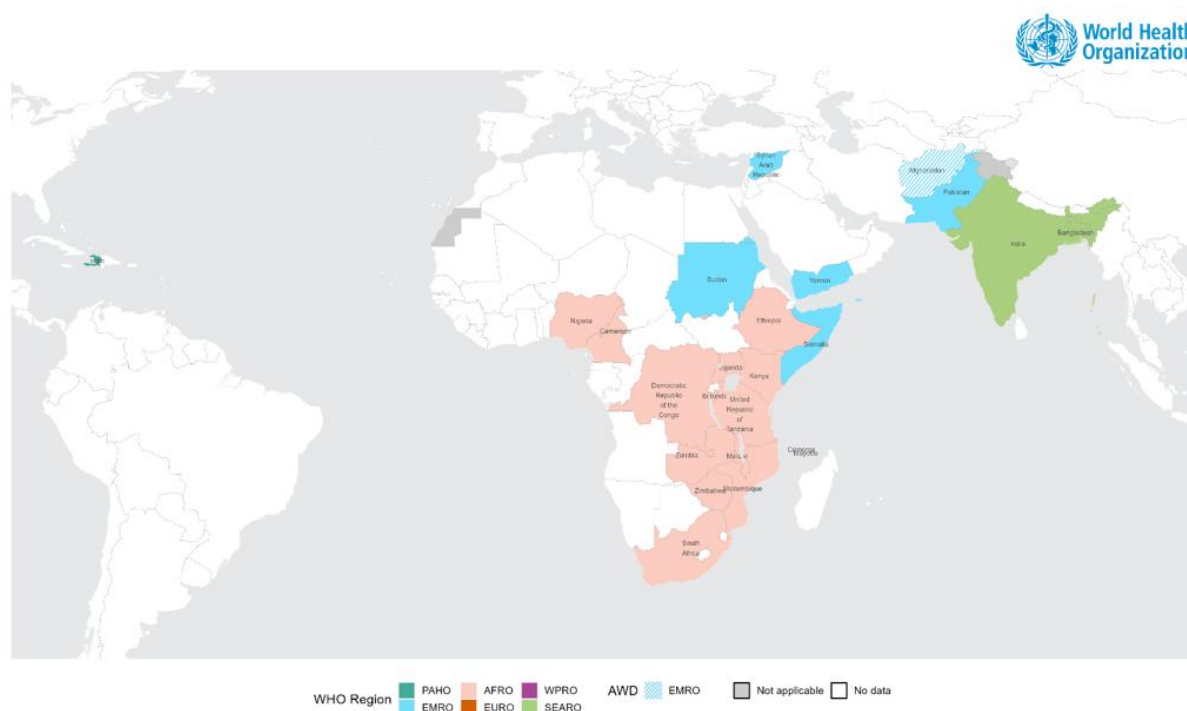 World Health
Organization
Syrian
Arab
Republic
Afghanistan
Pakistan
India
Bangladesh
Sudan
Yemen
Nigeria
Cameroon
Ethiopia
Somalia
Uganda
Kenya
Democratic
Republic
of the
Congo
Burundi
United
Republic
of
Tanzania
Comoros
Mayotte
Zambia
Malawi
Zimbabwe
Mozambique
South
Africa
WHO Region
PAHO
AFRO
WPRO
EMRO
EURO
SEARO
AWD
EMRO
Not applicable
No data